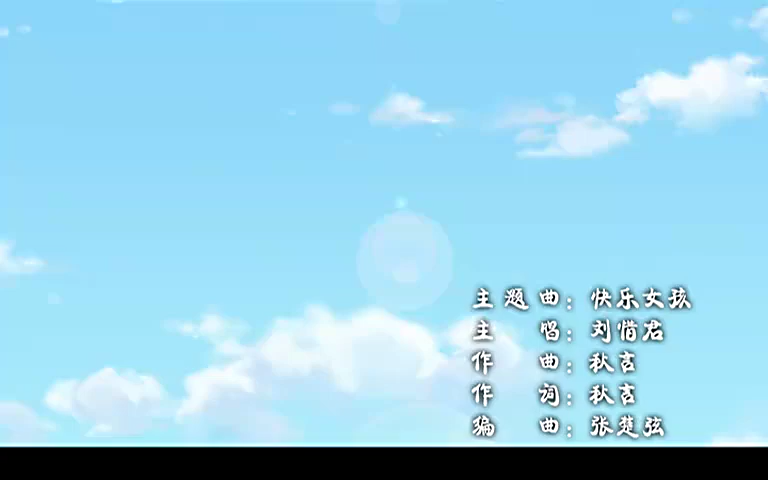 主题曲：快乐女孩
主唱：刘惜君
作曲：秋言
作词：秋言
编曲：张楚弦